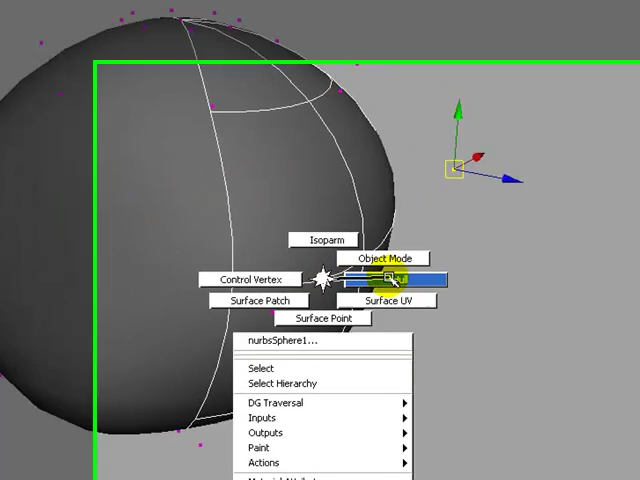 Isoparm
Object Mode
Control Vertex
Surface Patch
Surface UV
Surface Point
nurbsSphere1...
Select
Select Hierarchy
DG Traversal
Inputs
Outputs
Paint
Actions